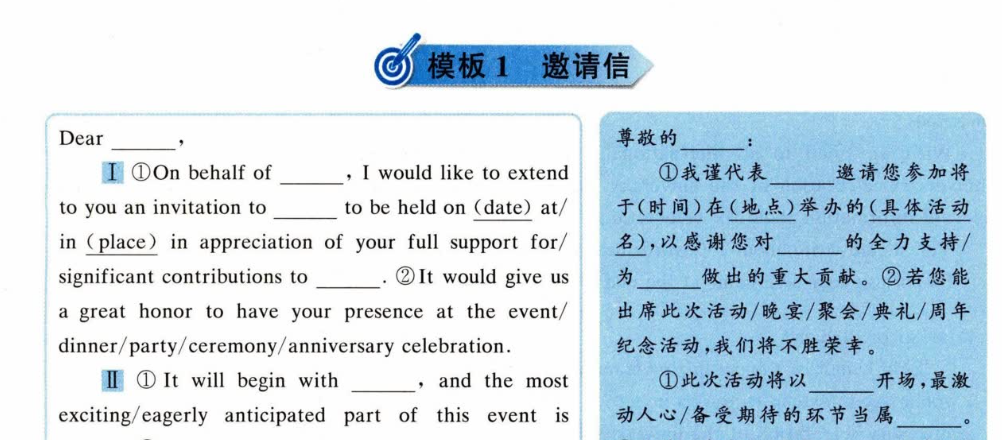 模板1 邀请信
Dear ______,
Ⅰ ①On behalf of ______, I would like to extend
to you an invitation to ______ to be held on (date) at/
in (place) in appreciation of your full support for/
significant contributions to ______. ②It would give us
a great honor to have your presence at the event/
dinner/party/ceremony/anniversary celebration.
Ⅱ ① It will begin with ______, and the most
exciting/eagerly anticipated part of this event is
尊敬的______:
①我谨代表______邀请您参加将
于(时间)在(地点)举办的(具体活动
名),以感谢您对______的全力支持/
为______做出的重大贡献。②若您能
出席此次活动/晚宴/聚会/典礼/周年
纪念活动,我们将不胜荣幸。
①此次活动将以______开场,最激
动人心/备受期待的环节当属______。